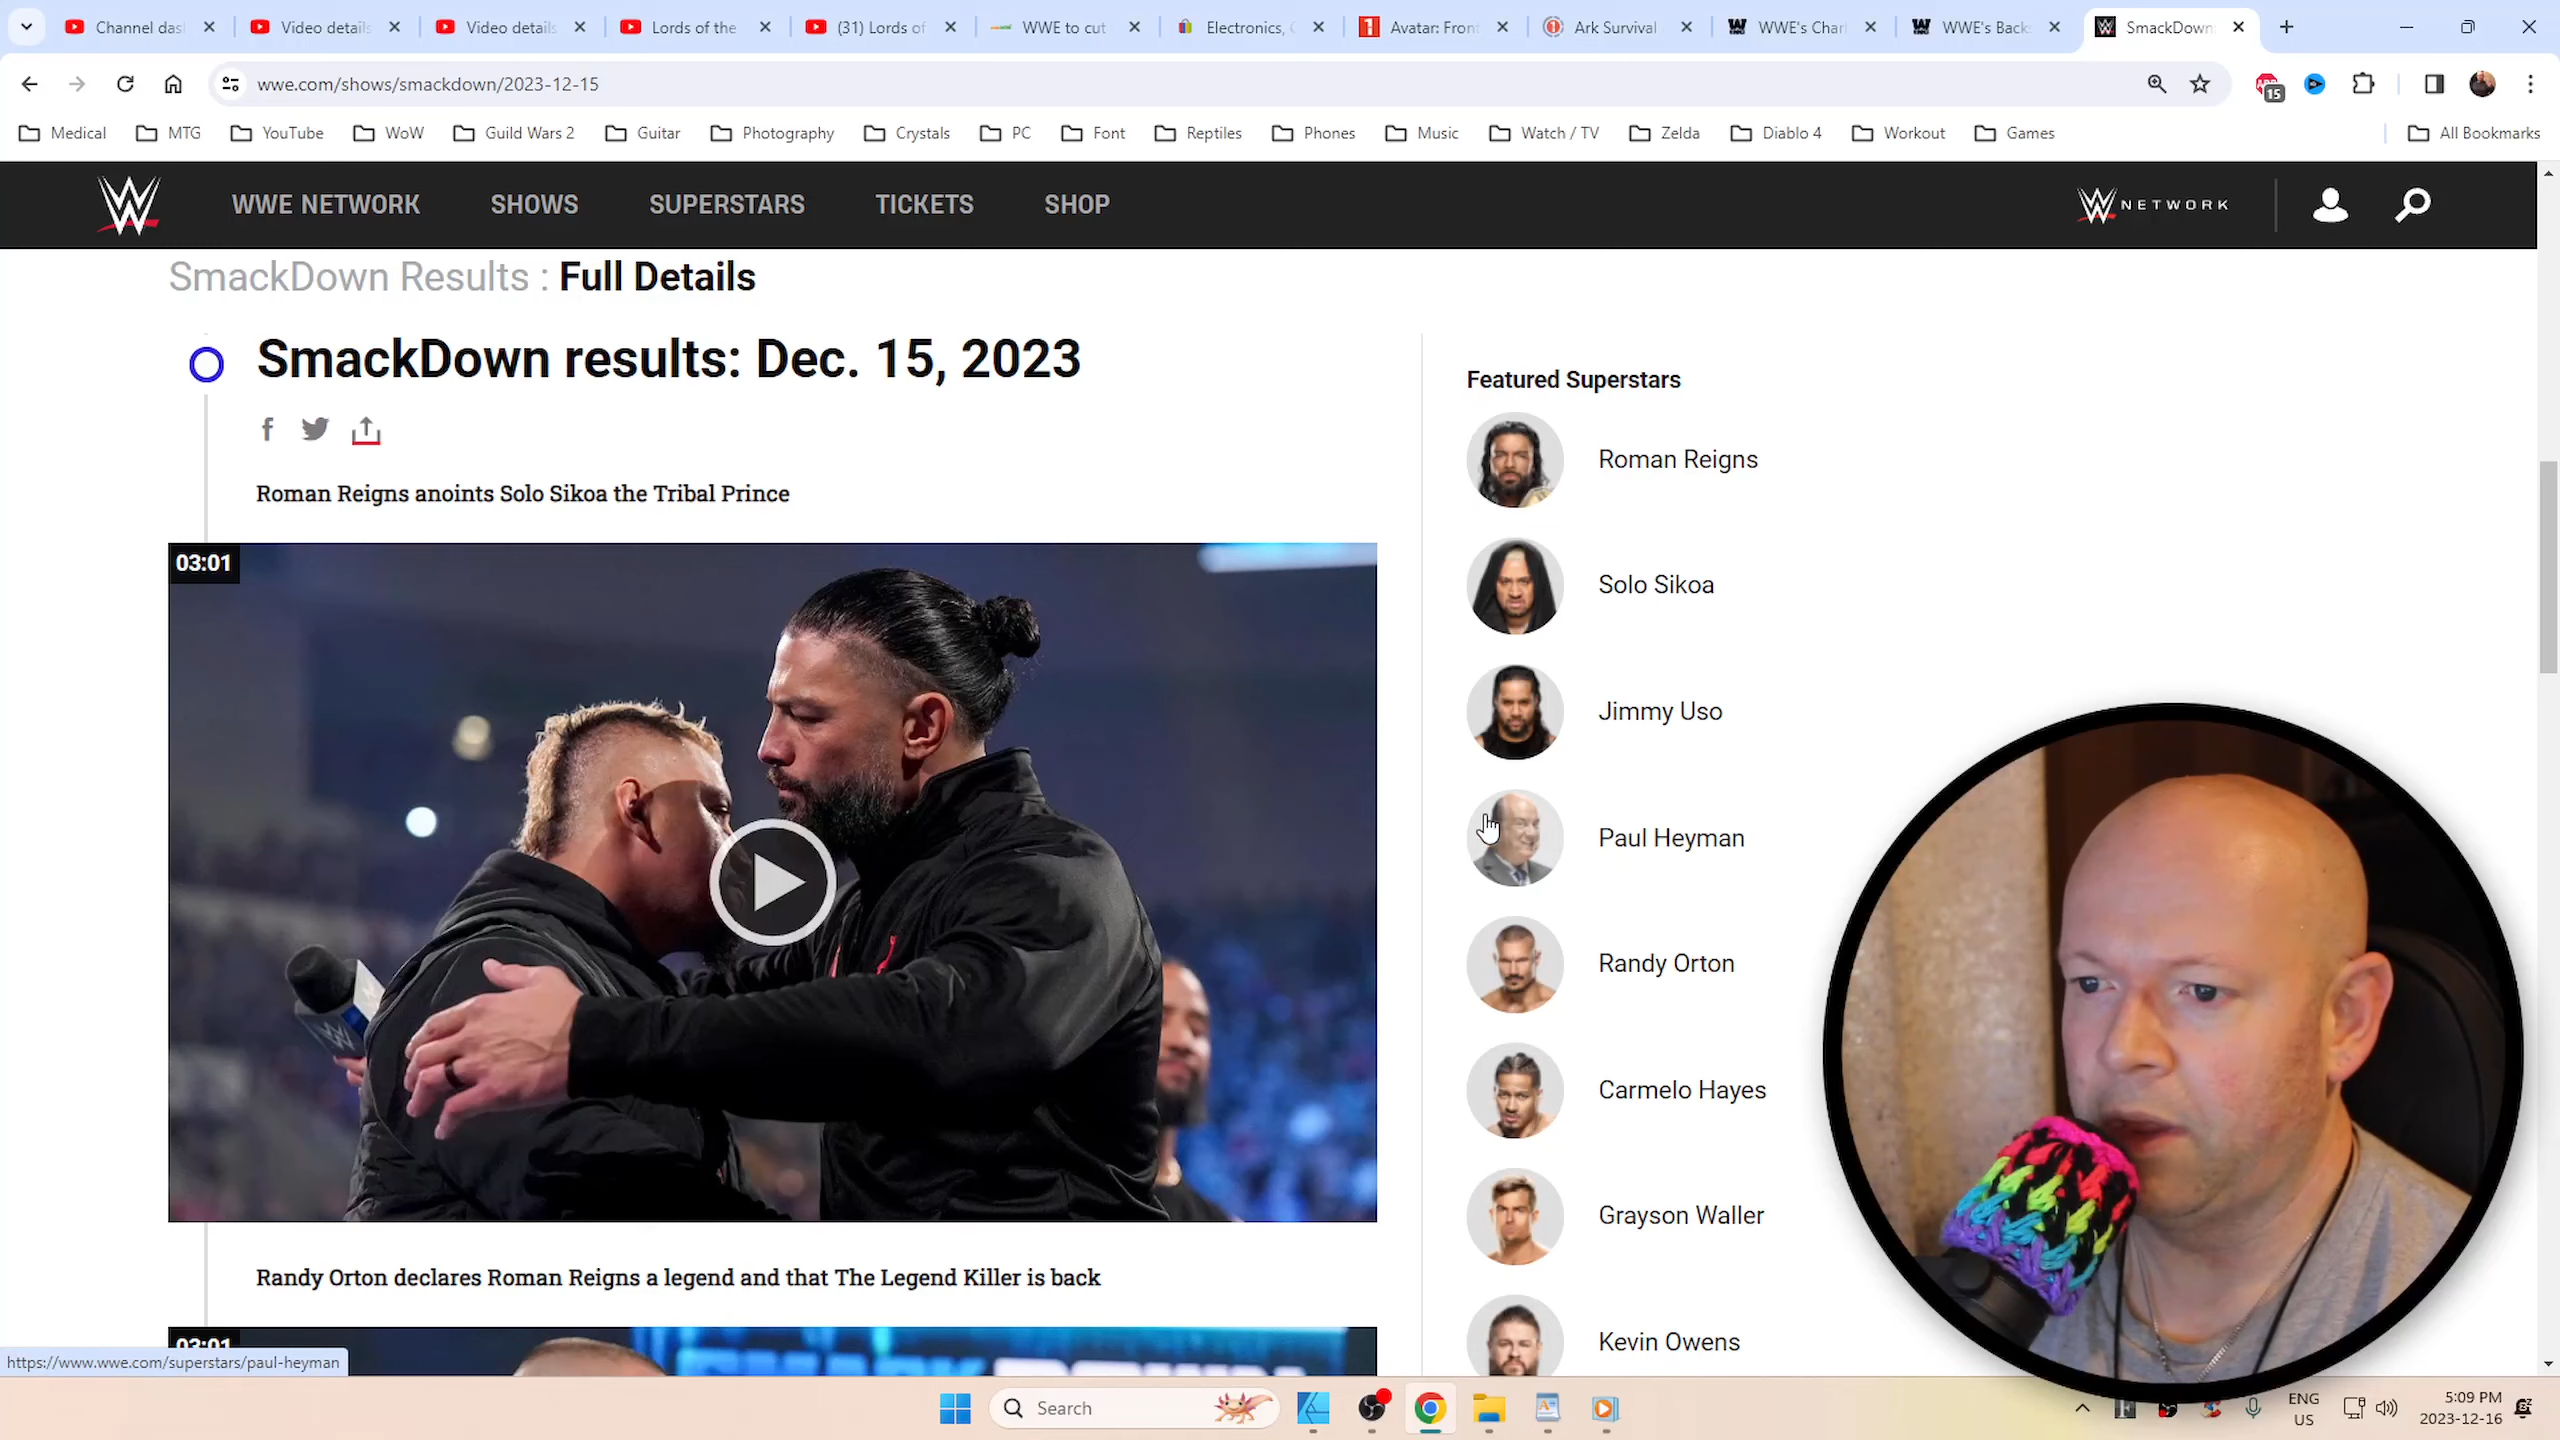 Channel das
Video details
Video details
Lords of the
(31) Lords of
WWE to cut
Electronics, C
Avatar: Front
Ark Survival
WWE's Charl
WWE's Back
SmackDown
wwe.com/shows/smackdown/2023-12-15
15
Medical
MTG
YouTube
WoW
Guild Wars 2
Guitar
Photography
Crystals
PC
Font
Reptiles
Phones
Music
Watch / TV
Zelda
Diablo 4
Workout
Games
All Bookmarks
WWE NETWORK
SHOWS
SUPERSTARS
TICKETS
SHOP
NETWORK
SmackDown Results : Full Details
SmackDown results: Dec. 15, 2023
Roman Reigns anoints Solo Sikoa the Tribal Prince
03:01
Randy Orton declares Roman Reigns a legend and that The Legend Killer is back
03:01
Featured Superstars
Roman Reigns
Solo Sikoa
Jimmy Uso
Paul Heyman
Randy Orton
Carmelo Hayes
Grayson Waller
Kevin Owens
https://www.wwe.com/superstars/paul-heyman
Search
ENG
US
5:09 PM
2023-12-16